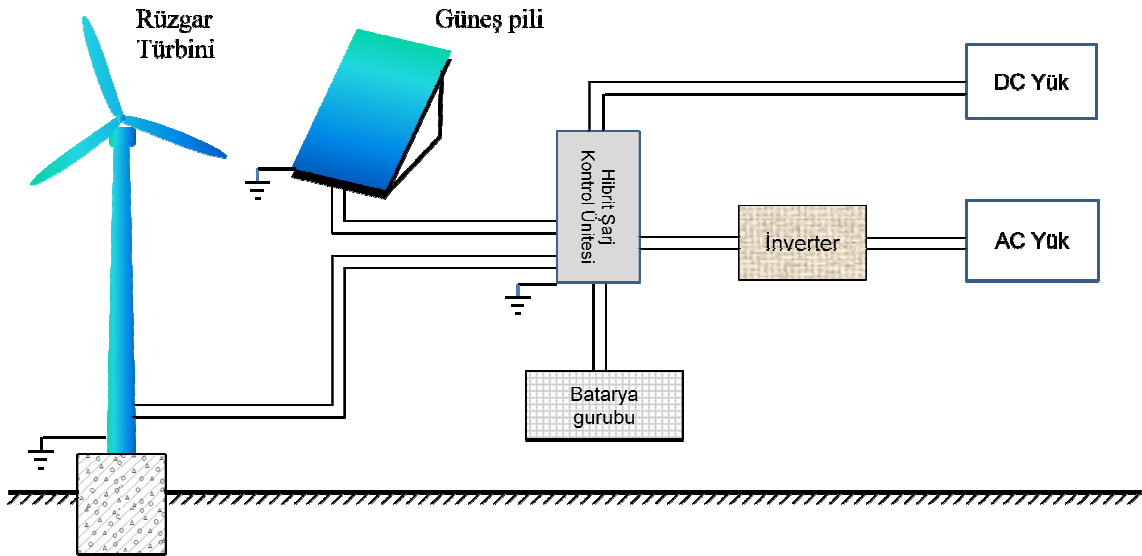 Rüzgar
Türbini
Güneş pili
DC Yük
Hibrit Şarj
Kontrol Ünitesi
İnverter
AC Yük
Batarya
gurubu